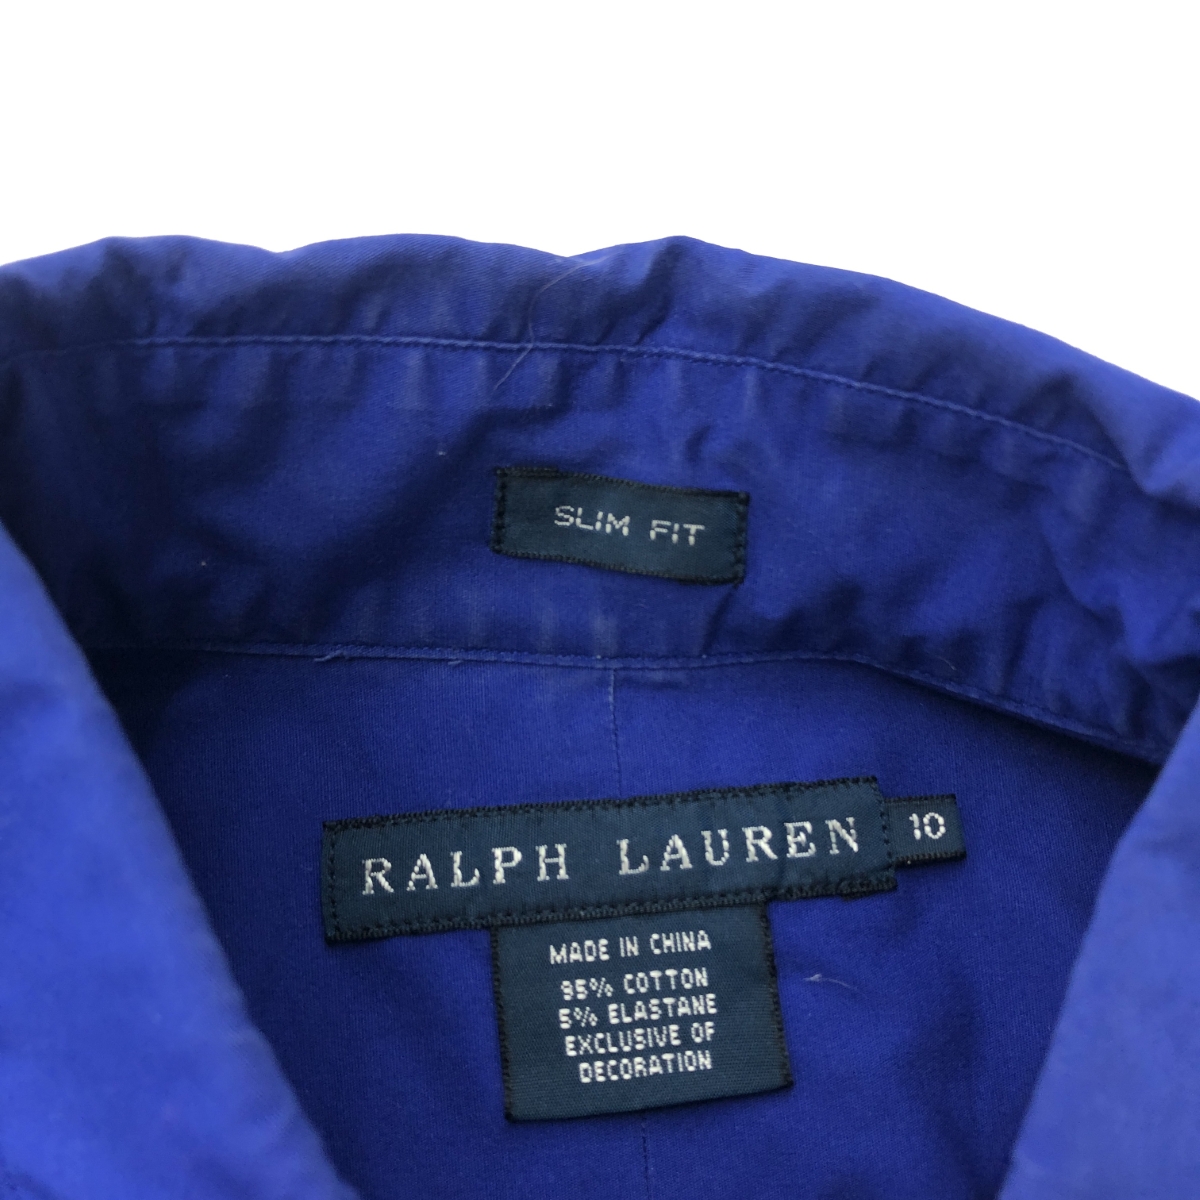 SLIM FIT
RALPH LAUREN
10
MADE IN CHINA
95% COTTON
5% ELASTANE
EXCLUSIVE OF
DECORATION